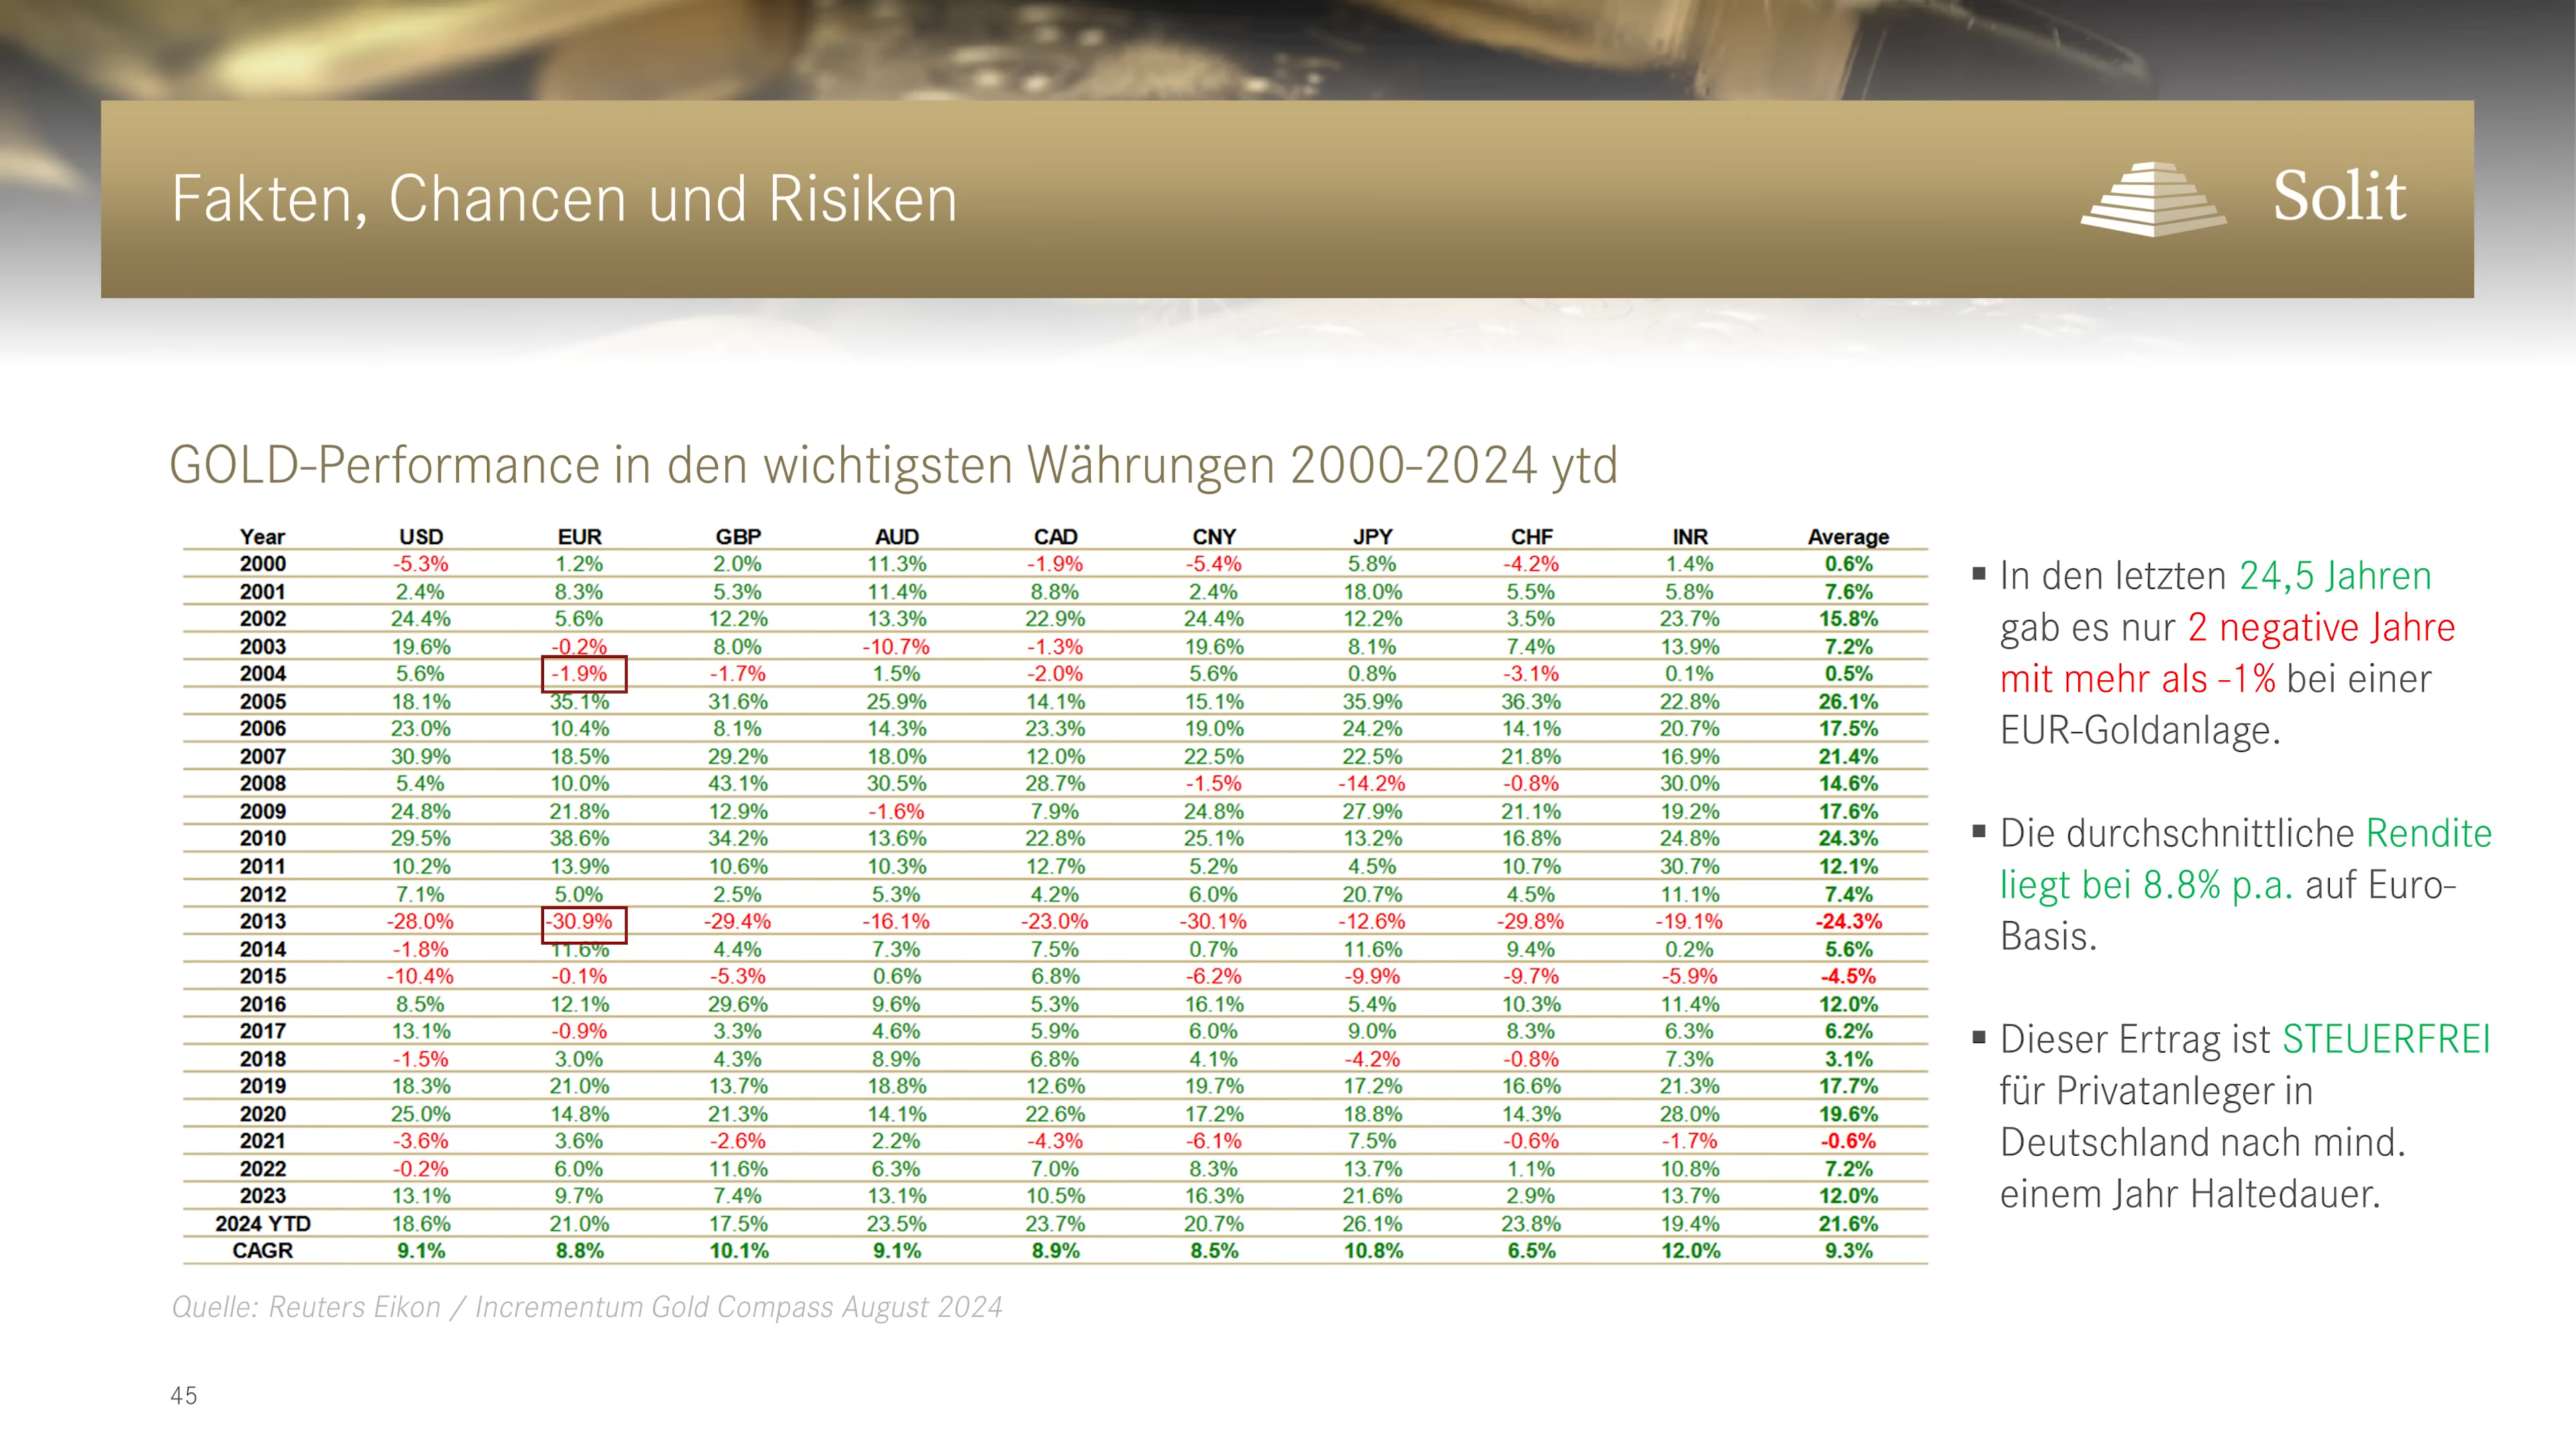 Fakten, Chancen und Risiken
Solit
GOLD-Performance in den wichtigsten Währungen 2000-2024 ytd
Year USD EUR GBP AUD CAD CNY JPY CHF INR Average
2000 -5.3% 1.2% 2.0% 11.3% -1.9% -5.4% 5.8% -4.2% 1.4% 0.6%
2001 2.4% 8.3% 5.3% 11.4% 8.8% 2.4% 18.0% 5.5% 5.8% 7.6%
2002 24.4% 5.6% 12.2% 13.3% 22.9% 24.4% 12.2% 3.5% 23.7% 15.8%
2003 19.6% -0.2% 8.0% -10.7% -1.3% 19.6% 8.1% 7.4% 13.9% 7.2%
2004 5.6% -1.9% -1.7% 1.5% -2.0% 5.6% 0.8% -3.1% 0.1% 0.5%
2005 18.1% 35.1% 31.6% 25.9% 14.1% 15.1% 35.9% 36.3% 22.8% 26.1%
2006 23.0% 10.4% 8.1% 14.3% 23.3% 19.0% 24.2% 14.1% 20.7% 17.5%
2007 30.9% 18.5% 29.2% 18.0% 12.0% 22.5% 22.5% 21.8% 16.9% 21.4%
2008 5.4% 10.0% 43.1% 30.5% 28.7% -1.5% -14.2% -0.8% 30.0% 14.6%
2009 24.8% 21.8% 12.9% -1.6% 7.9% 24.8% 27.9% 21.1% 19.2% 17.6%
2010 29.5% 38.6% 34.2% 13.6% 22.8% 25.1% 13.2% 16.8% 24.8% 24.3%
2011 10.2% 13.9% 10.6% 10.3% 12.7% 5.2% 4.5% 10.7% 30.7% 12.1%
2012 7.1% 5.0% 2.5% 5.3% 4.2% 6.0% 20.7% 4.5% 11.1% 7.4%
2013 -28.0% -30.9% -29.4% -16.1% -23.0% -30.1% -12.6% -29.8% -19.1% -24.3%
2014 -1.8% 11.6% 4.4% 7.3% 7.5% 0.7% 11.6% 9.4% 0.2% 5.6%
2015 -10.4% -0.1% -5.3% 0.6% 6.8% -6.2% -9.9% -9.7% -5.9% -4.5%
2016 8.5% 12.1% 29.6% 9.6% 5.3% 16.1% 5.4% 10.3% 11.4% 12.0%
2017 13.1% -0.9% 3.3% 4.6% 5.9% 6.0% 9.0% 8.3% 6.3% 6.2%
2018 -1.5% 3.0% 4.3% 8.9% 6.8% 4.1% -4.2% -0.8% 7.3% 3.1%
2019 18.3% 21.0% 13.7% 18.8% 12.6% 19.7% 17.2% 16.6% 21.3% 17.7%
2020 25.0% 14.8% 21.3% 14.1% 22.6% 17.2% 18.8% 14.3% 28.0% 19.6%
2021 -3.6% 3.6% -2.6% 2.2% -4.3% -6.1% 7.5% -0.6% -1.7% -0.6%
2022 -0.2% 6.0% 11.6% 6.3% 7.0% 8.3% 13.7% 1.1% 10.8% 7.2%
2023 13.1% 9.7% 7.4% 13.1% 10.5% 16.3% 21.6% 2.9% 13.7% 12.0%
2024 YTD 18.6% 21.0% 17.5% 23.5% 23.7% 20.7% 26.1% 23.8% 19.4% 21.6%
CAGR 9.1% 8.8% 10.1% 9.1% 8.9% 8.5% 10.8% 6.5% 12.0% 9.3%
▪ In den letzten 24,5 Jahren
gab es nur 2 negative Jahre
mit mehr als -1% bei einer
EUR-Goldanlage.
▪ Die durchschnittliche Rendite
liegt bei 8.8% p.a. auf Euro-
Basis.
▪ Dieser Ertrag ist STEUERFREI
für Privatanleger in
Deutschland nach mind.
einem Jahr Haltedauer.
Quelle: Reuters Eikon / Incrementum Gold Compass August 2024
45